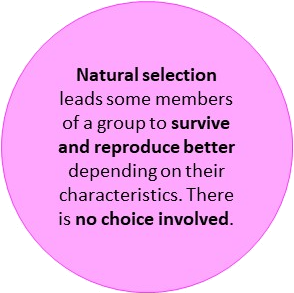 Natural selection
leads some members
of a group to survive
and reproduce better
depending on their
characteristics. There
is no choice involved.